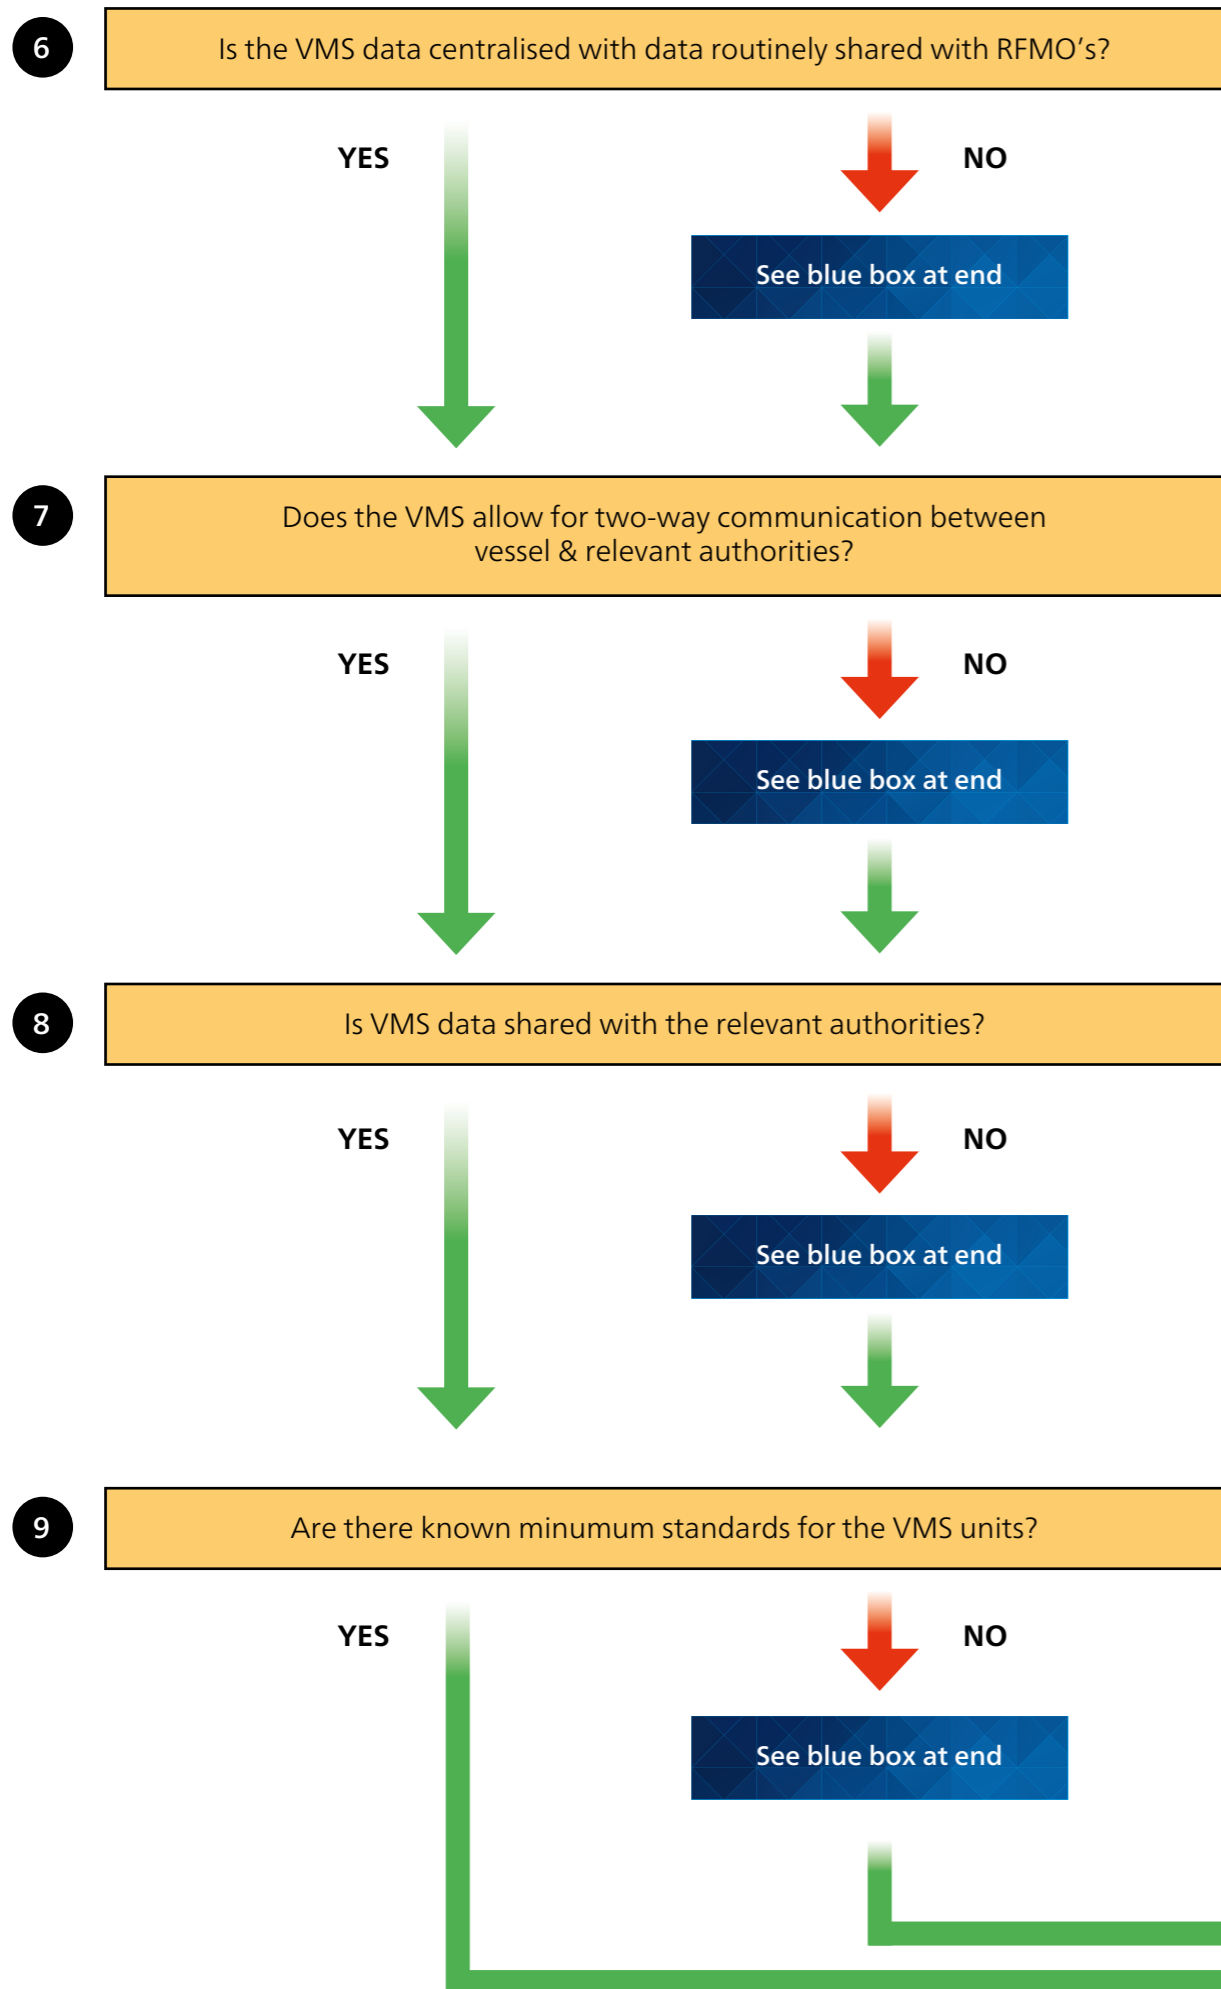 6
Is the VMS data centralised with data routinely shared with RFMO's?
YES
NO
See blue box at end
7
Does the VMS allow for two-way communication between
vessel & relevant authorities?
YES
NO
See blue box at end
8
Is VMS data shared with the relevant authorities?
YES
NO
See blue box at end
9
Are there known minumum standards for the VMS units?
YES
NO
See blue box at end